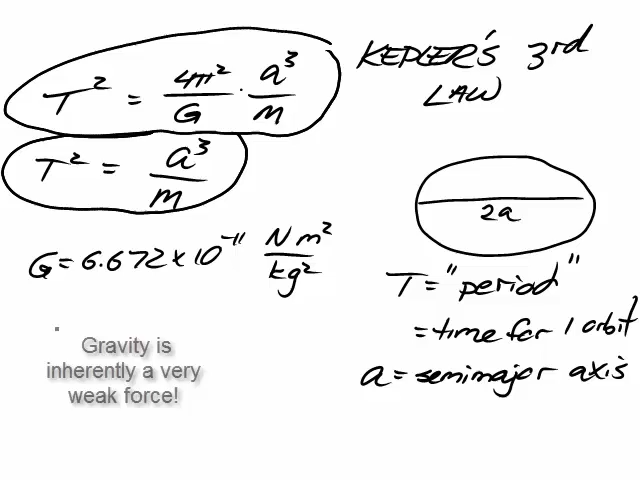 KEPLER'S 3rd
LAW
T² = 4π²/G · a³/m
T² = a³/m
2a
G = 6.672 x 10⁻¹¹ Nm²/kg²
T = "period"
= time for 1 orbit
a = semimajor axis
Gravity is
inherently a very
weak force!